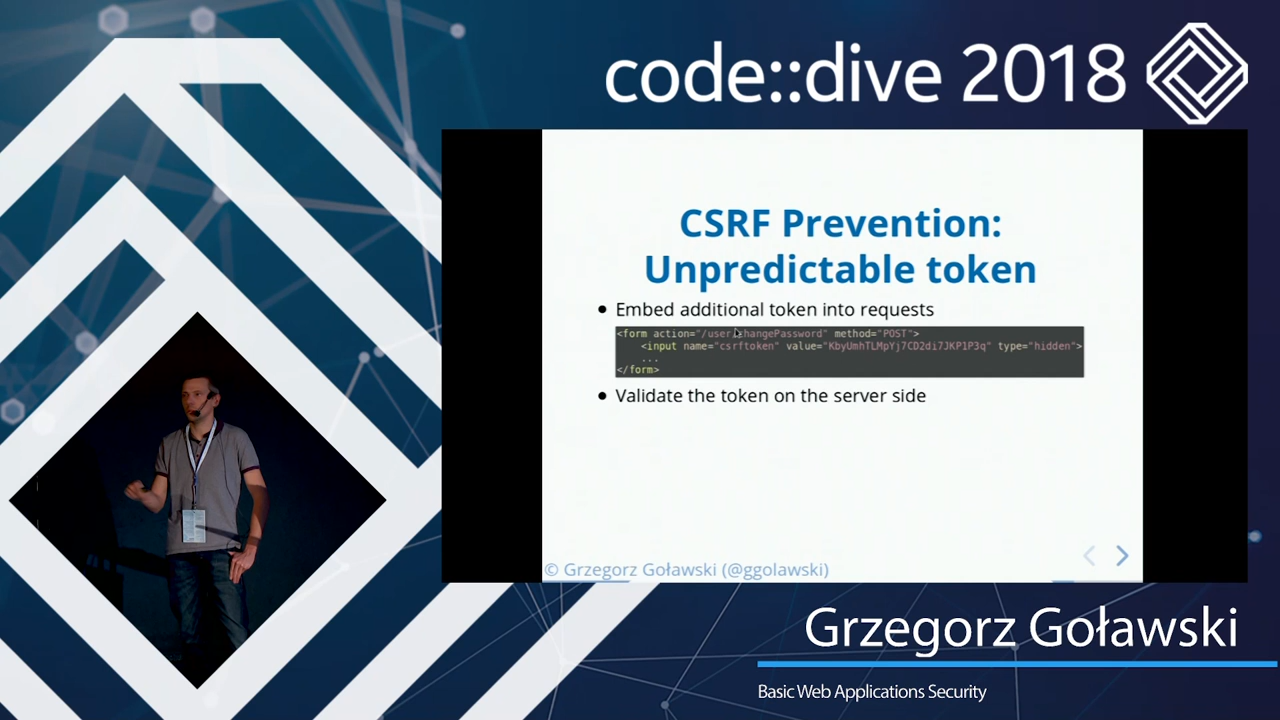 code::dive 2018
CSRF Prevention:
Unpredictable token
• Embed additional token into requests
<form action="/user/changePassword" method="POST">
<input name="csrftoken" value="KbyUmhTLMpYj7CD2di7JKP1P3q" type="hidden">
...
</form>
• Validate the token on the server side
© Grzegorz Goławski (@ggolawski)
Grzegorz Goławski
Basic Web Applications Security